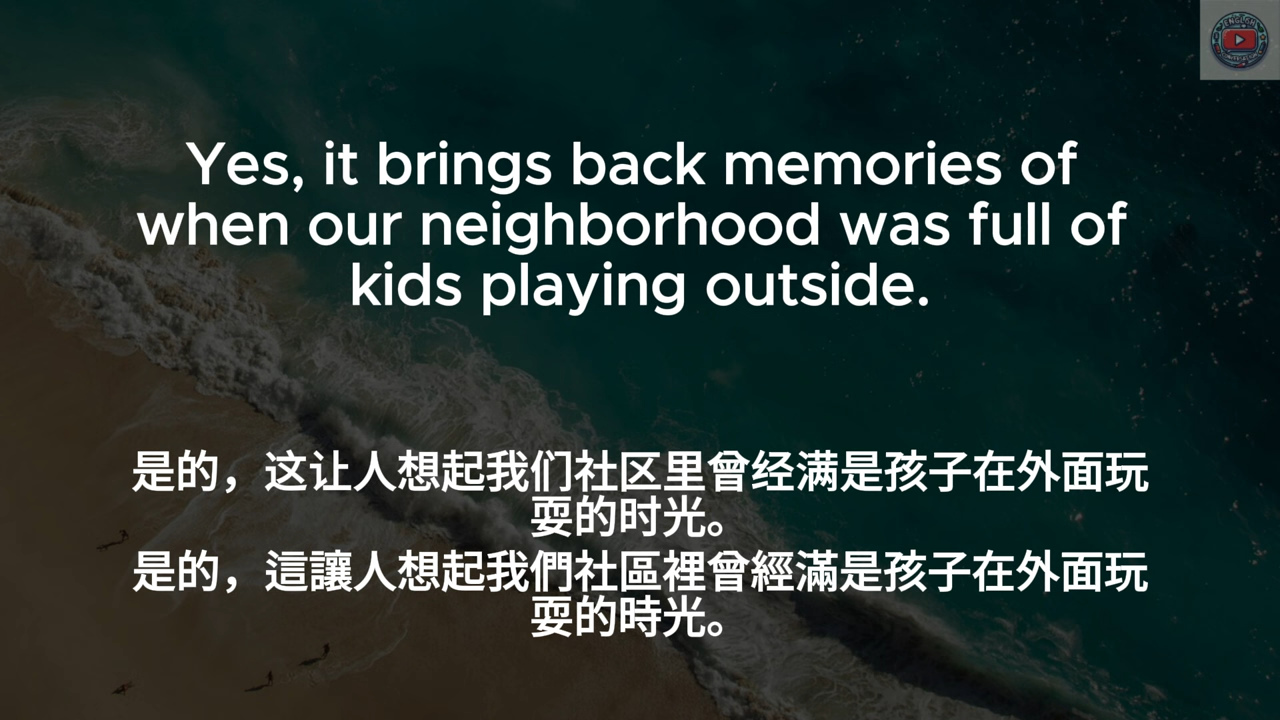 Yes, it brings back memories of
when our neighborhood was full of
kids playing outside.
是的，这让人想起我们社区里曾经满是孩子在外面玩
耍的时光。
是的，這讓人想起我們社區裡曾經滿是孩子在外面玩
耍的時光。